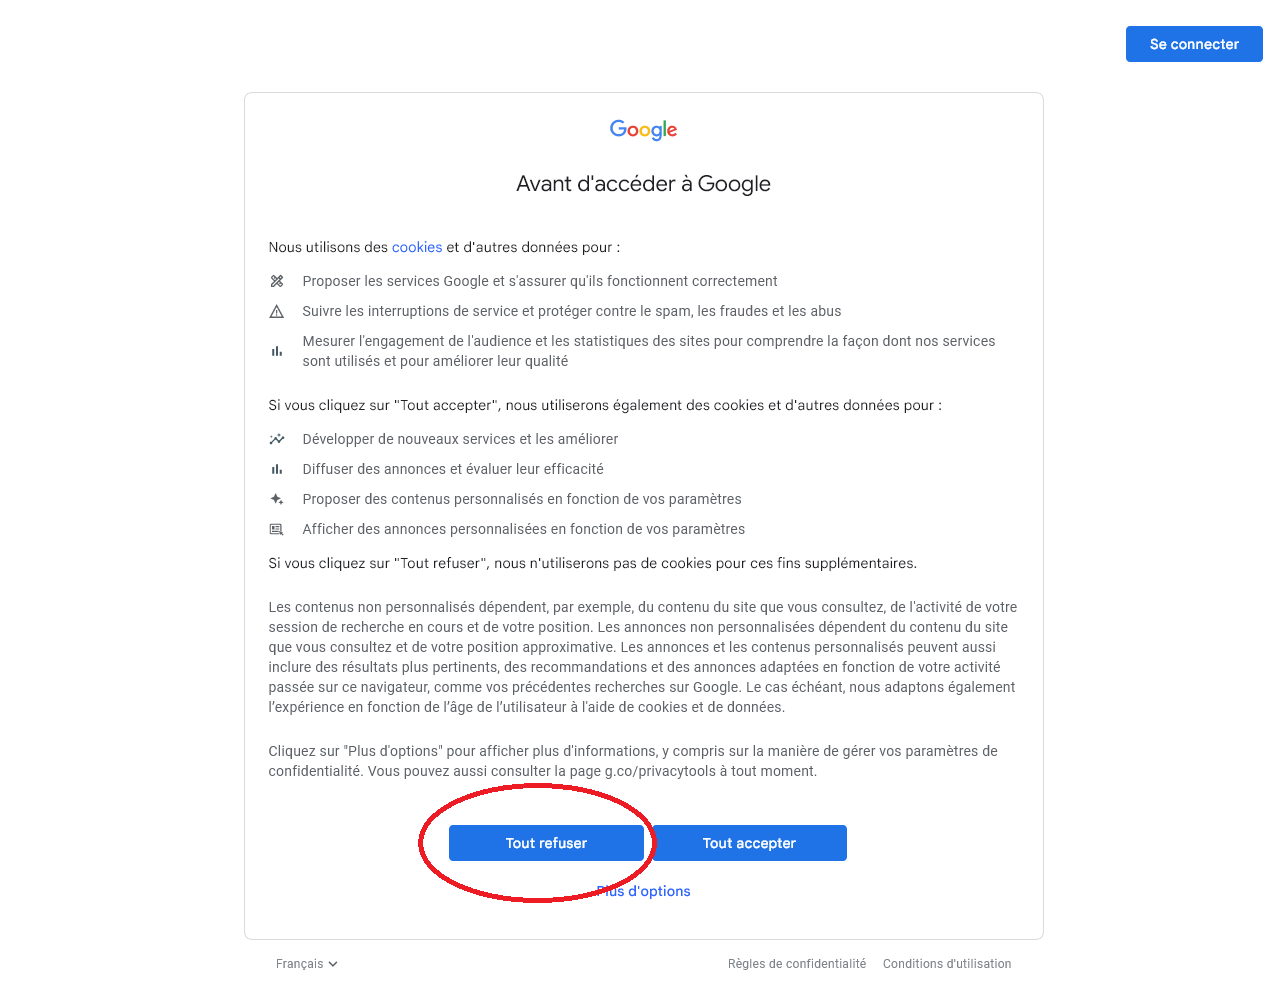 Se connecter
Google
Avant d'accéder à Google
Nous utilisons des cookies et d'autres données pour :
Proposer les services Google et s'assurer qu'ils fonctionnent correctement
Suivre les interruptions de service et protéger contre le spam, les fraudes et les abus
Mesurer l'engagement de l'audience et les statistiques des sites pour comprendre la façon dont nos services
sont utilisés et pour améliorer leur qualité
Si vous cliquez sur "Tout accepter", nous utiliserons également des cookies et d'autres données pour :
Développer de nouveaux services et les améliorer
Diffuser des annonces et évaluer leur efficacité
Proposer des contenus personnalisés en fonction de vos paramètres
Afficher des annonces personnalisées en fonction de vos paramètres
Si vous cliquez sur "Tout refuser", nous n'utiliserons pas de cookies pour ces fins supplémentaires.
Les contenus non personnalisés dépendent, par exemple, du contenu du site que vous consultez, de l'activité de votre
session de recherche en cours et de votre position. Les annonces non personnalisées dépendent du contenu du site
que vous consultez et de votre position approximative. Les annonces et les contenus personnalisés peuvent aussi
inclure des résultats plus pertinents, des recommandations et des annonces adaptées en fonction de votre activité
passée sur ce navigateur, comme vos précédentes recherches sur Google. Le cas échéant, nous adaptons également
l’expérience en fonction de l’âge de l’utilisateur à l'aide de cookies et de données.
Cliquez sur "Plus d'options" pour afficher plus d'informations, y compris sur la manière de gérer vos paramètres de
confidentialité. Vous pouvez aussi consulter la page g.co/privacytools à tout moment.
Tout refuser
Tout accepter
Plus d'options
Français
Règles de confidentialité
Conditions d'utilisation